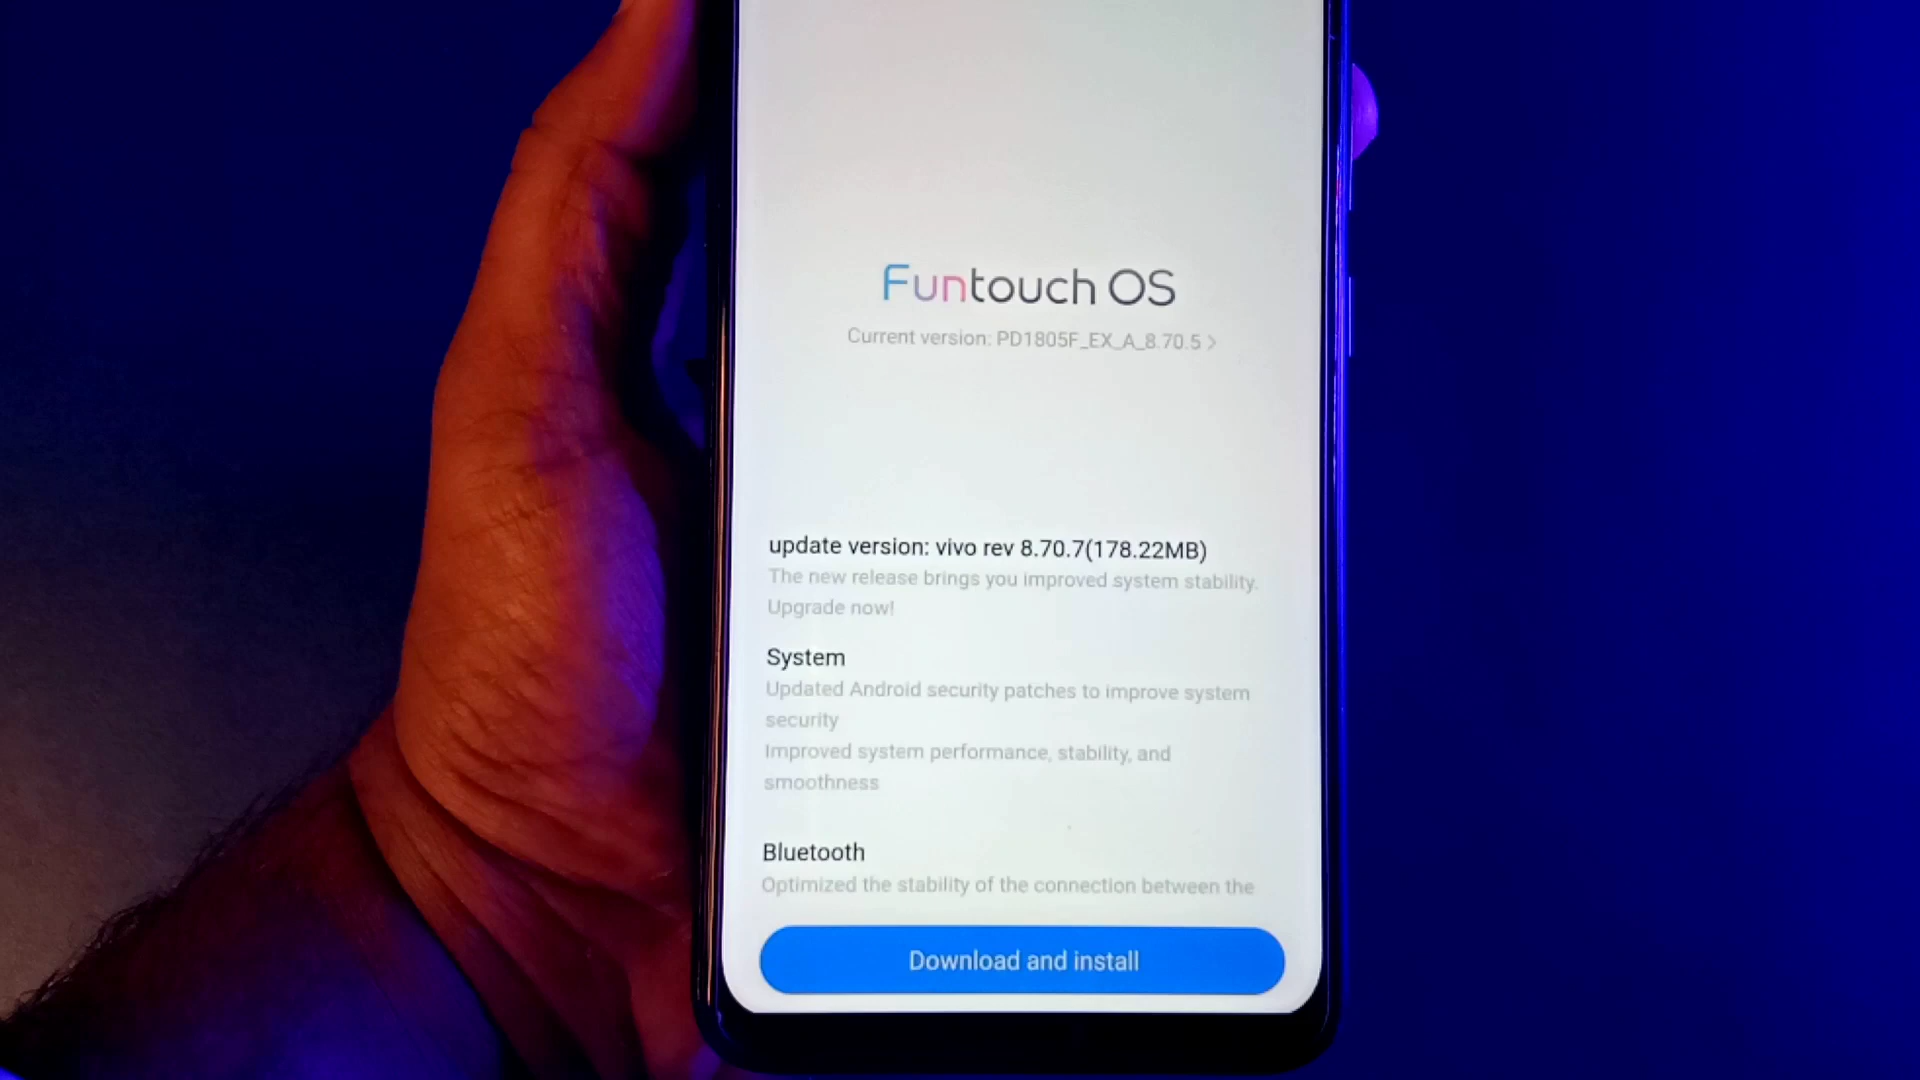 Funtouch OS
Current version: PD1805F_EX_A_8.70.5 >
update version: vivo rev 8.70.7(178.22MB)
The new release brings you improved system stability.
Upgrade now!
System
Updated Android security patches to improve system
security
Improved system performance, stability, and
smoothness
Bluetooth
Optimized the stability of the connection between the
Download and install